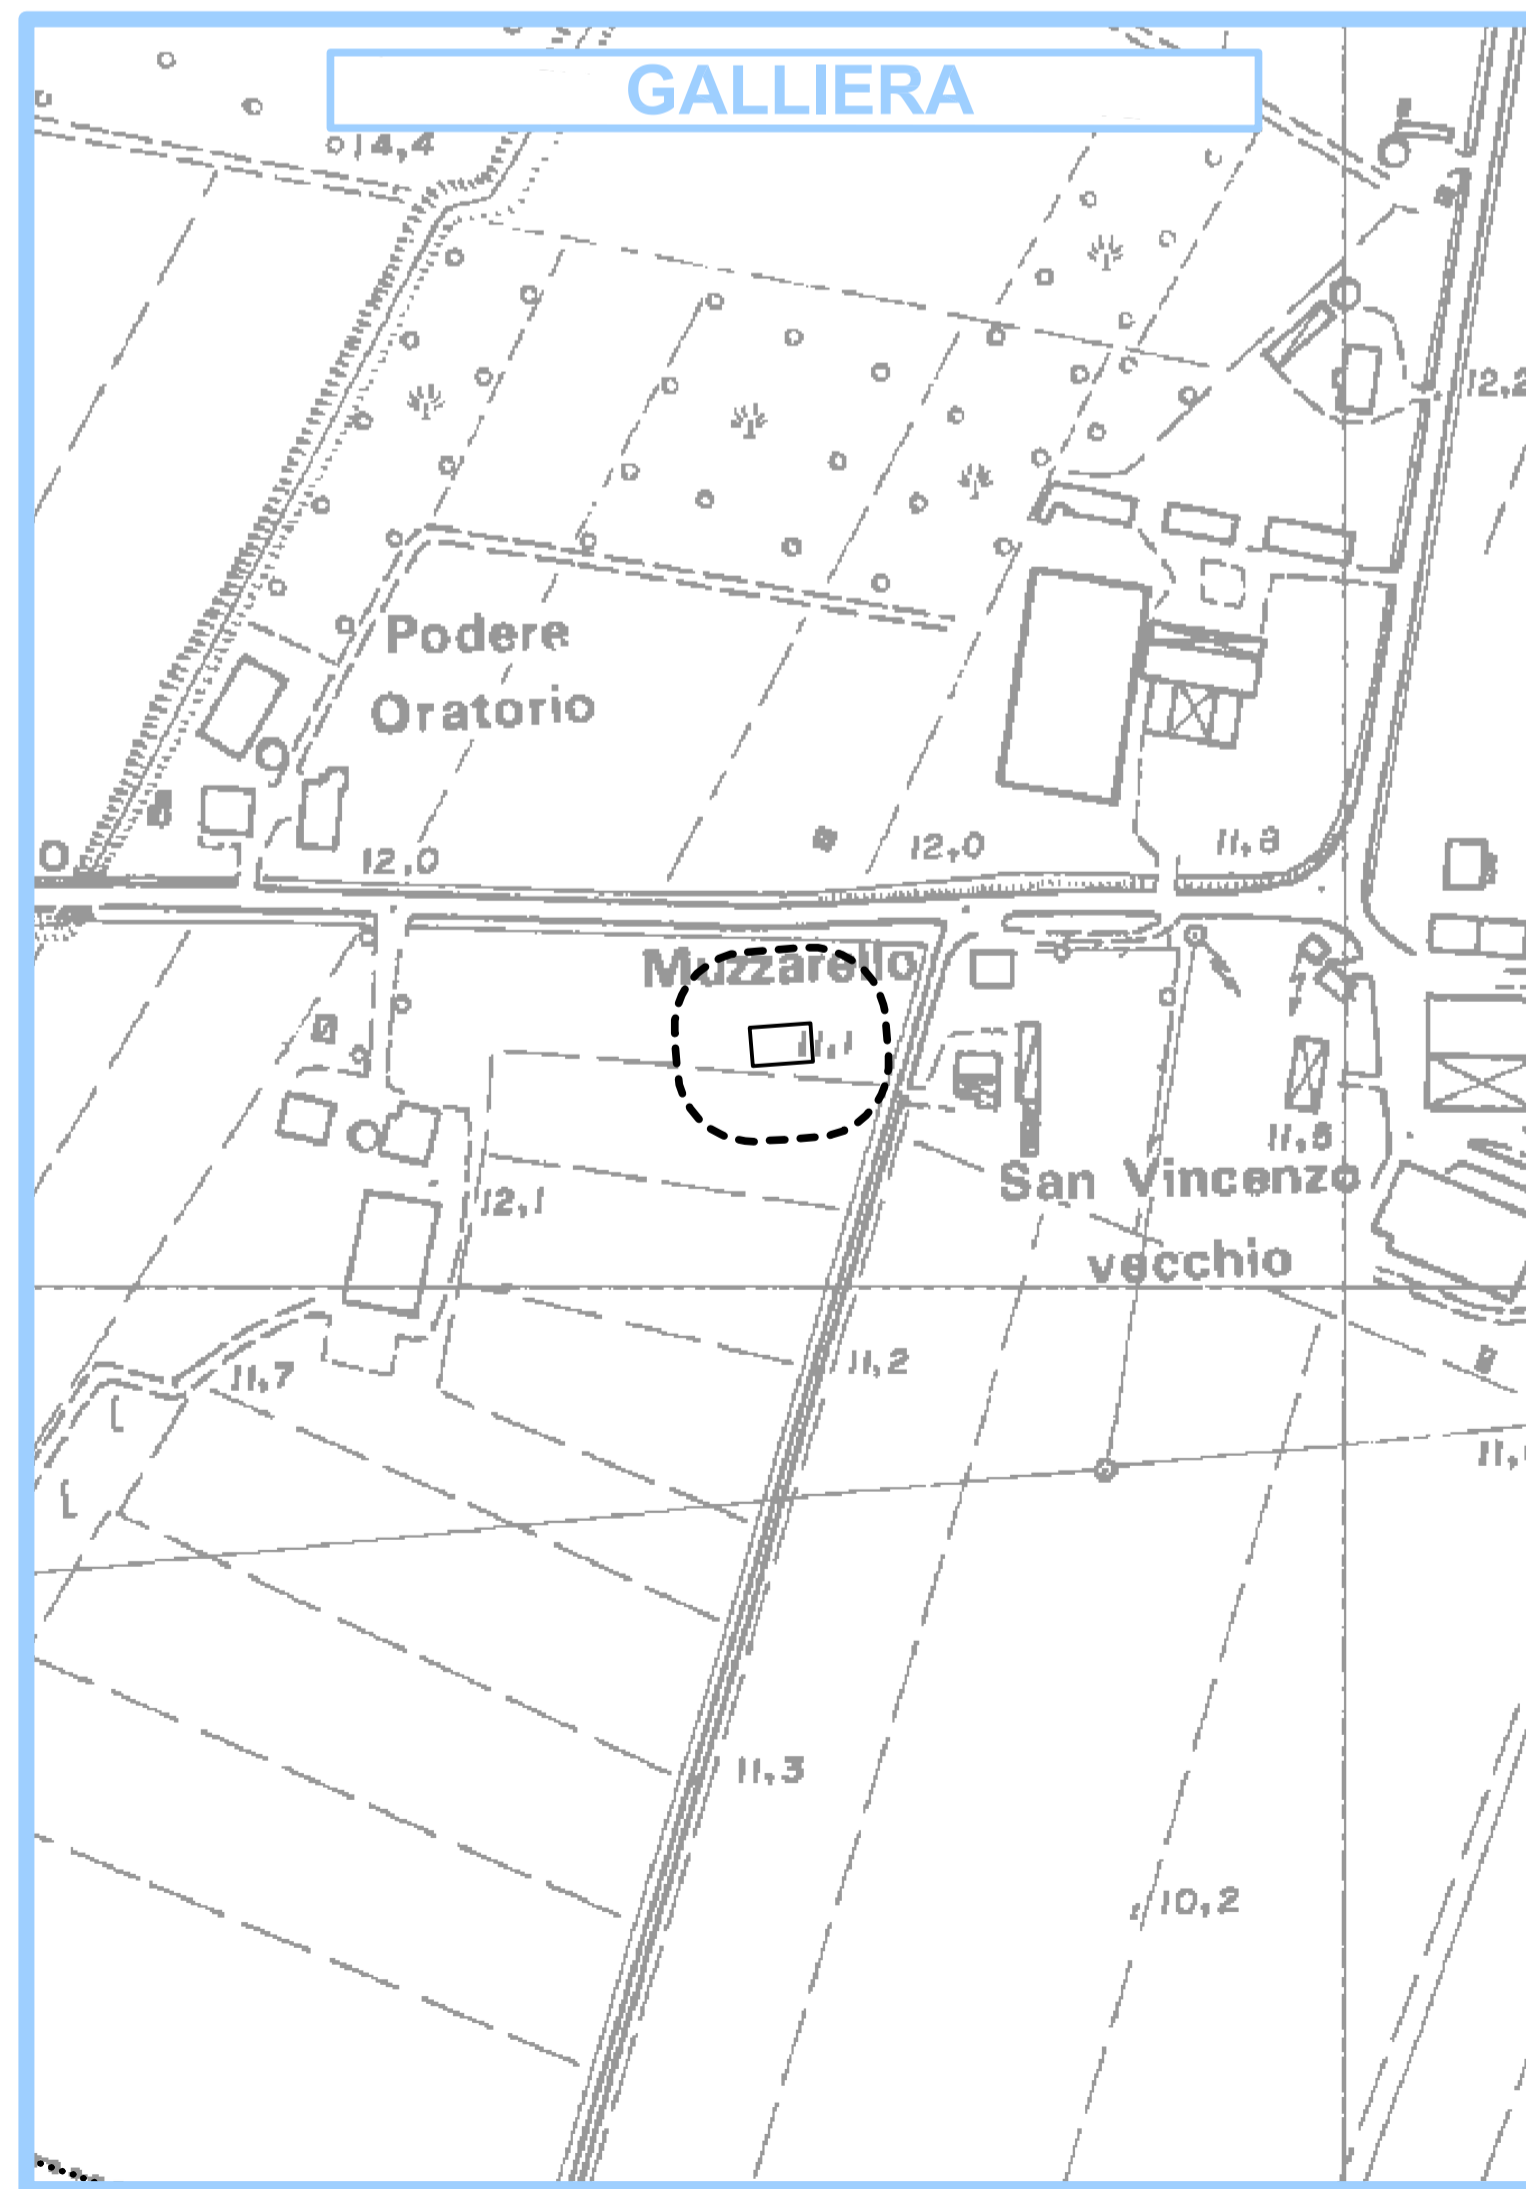 GALLIERA
14,4
12,2
Podere
Oratorio
12,0
12,0
11,8
Muzzarello
11,1
11,8
San Vincenzo
vecchio
12,1
11,2
11,7
11,3
10,2